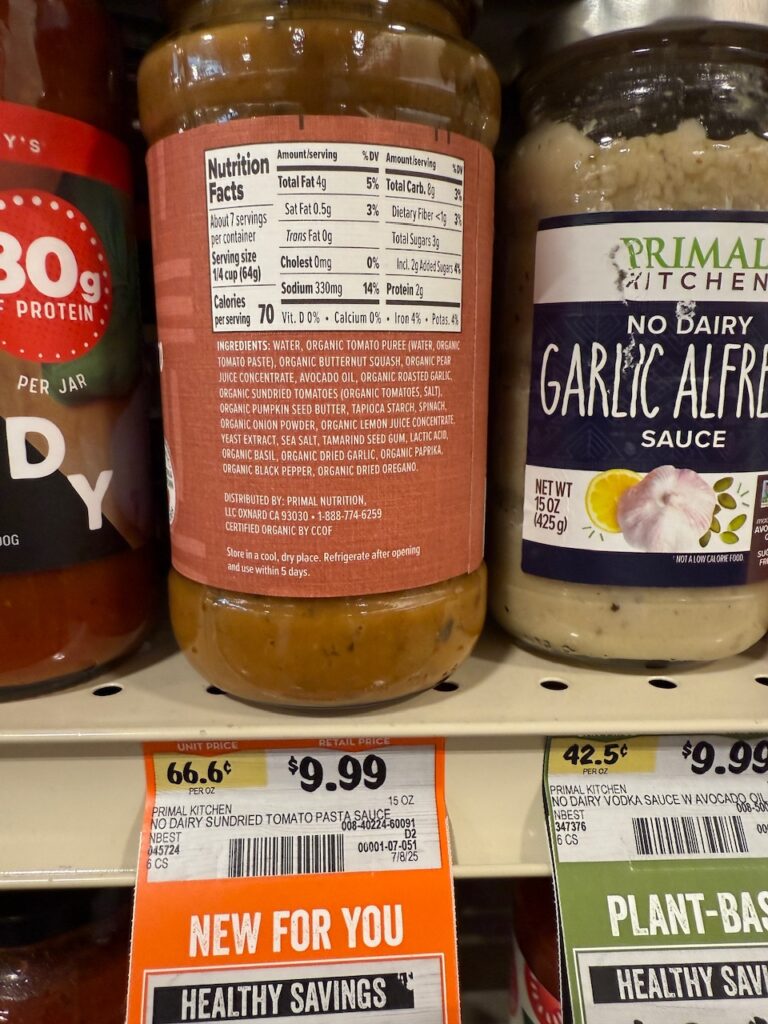 Y'S
30g
OF PROTEIN
PER JAR
D
Y
00G
Nutrition
Facts
About 7 servings
per container
Serving size
1/4 cup (64g)
Calories
per serving 70
Amount/serving %DV
Total Fat 4g 5%
Sat Fat 0.5g 3%
Trans Fat 0g
Cholest 0mg 0%
Sodium 330mg 14%
Amount/serving %DV
Total Carb. 8g 3%
Dietary Fiber <1g 3%
Total Sugars 3g
Incl. 2g Added Sugars 4%
Protein 2g
Vit. D 0% • Calcium 0% • Iron 4% • Potas. 4%
INGREDIENTS: WATER, ORGANIC TOMATO PUREE (WATER, ORGANIC
TOMATO PASTE), ORGANIC BUTTERNUT SQUASH, ORGANIC PEAR
JUICE CONCENTRATE, AVOCADO OIL, ORGANIC ROASTED GARLIC,
ORGANIC SUNDRIED TOMATOES (ORGANIC TOMATOES, SALT),
ORGANIC PUMPKIN SEED BUTTER, TAPIOCA STARCH, SPINACH,
ORGANIC ONION POWDER, ORGANIC LEMON JUICE CONCENTRATE,
YEAST EXTRACT, SEA SALT, TAMARIND SEED GUM, LACTIC ACID,
ORGANIC BASIL, ORGANIC DRIED GARLIC, ORGANIC PAPRIKA,
ORGANIC BLACK PEPPER, ORGANIC DRIED OREGANO.
DISTRIBUTED BY: PRIMAL NUTRITION,
LLC OXNARD CA 93030 • 1-888-774-6259
CERTIFIED ORGANIC BY CCOF
Store in a cool, dry place. Refrigerate after opening
and use within 5 days.
PRIMAL
KITCHEN
NO DAIRY
GARLIC ALFRE
SAUCE
NET WT
15 OZ
(425g)
*NOT A LOW CALORIE FOOD
UNIT PRICE RETAIL PRICE
66.6¢ $9.99
PER OZ
15 OZ
PRIMAL KITCHEN
NO DAIRY SUNDRIED TOMATO PASTA SAUCE
NBEST 008-40224-60091
045724 D2
6 CS 00001-07-051
7/8/25
NEW FOR YOU
HEALTHY SAVINGS
42.5¢ $9.99
PER OZ
PRIMAL KITCHEN
NO DAIRY VODKA SAUCE W AVOCADO OIL
NBEST
347376
6 CS
PLANT-BAS
HEALTHY SAVI